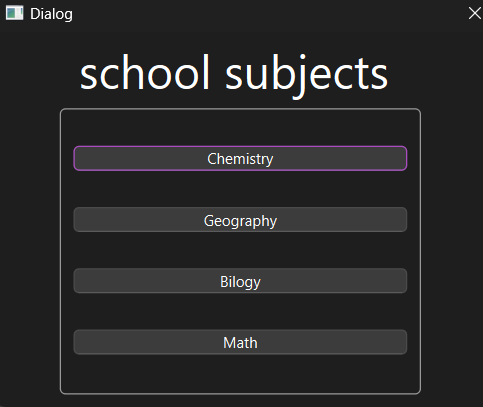 Dialog
school subjects
Chemistry
Geography
Bilogy
Math